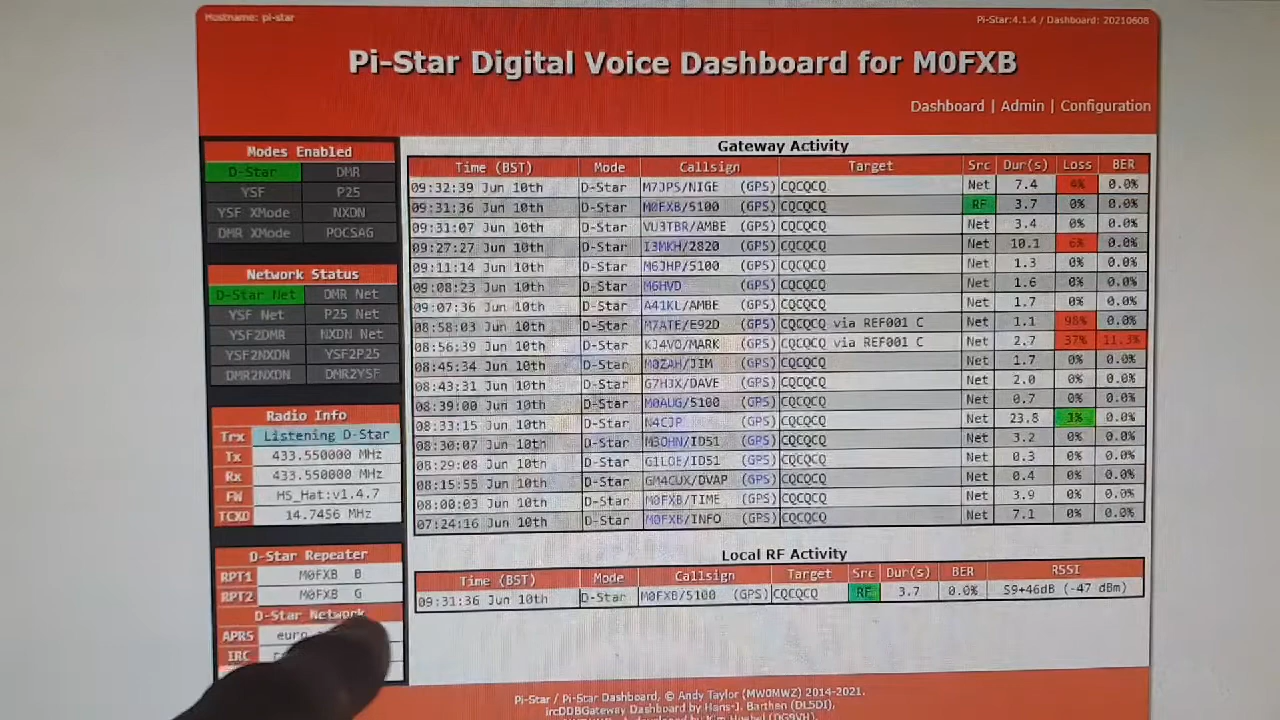 Hostname: pi-star
Pi-Star:4.1.4 / Dashboard: 20210608
Pi-Star Digital Voice Dashboard for M0FXB
Dashboard | Admin | Configuration
Modes Enabled
D-Star DMR
YSF P25
YSF XMode NXDN
DMR XMode POCSAG
Network Status
D-Star Net DMR Net
YSF Net P25 Net
YSF2DMR NXDN Net
YSF2NXDN YSF2P25
DMR2NXDN DMR2YSF
Radio Info
Trx Listening D-Star
Tx 433.550000 MHz
Rx 433.550000 MHz
FW HS_Hat:v1.4.7
TCXO 14.7456 MHz
D-Star Repeater
RPT1 M0FXB B
RPT2 M0FXB G
D-Star Network
APRS euro
IRC
Gateway Activity
Time (BST) Mode Callsign Target Src Dur(s) Loss BER
09:32:39 Jun 10th D-Star M7JPS/NIGE (GPS) CQCQCQ Net 7.4 4% 0.0%
09:31:36 Jun 10th D-Star M0FXB/5100 (GPS) CQCQCQ RF 3.7 0% 0.0%
09:31:07 Jun 10th D-Star VU3TBR/AMBE (GPS) CQCQCQ Net 3.4 0% 0.0%
09:27:27 Jun 10th D-Star I3MKH/2820 (GPS) CQCQCQ Net 10.1 6% 0.0%
09:11:14 Jun 10th D-Star M6JHP/5100 (GPS) CQCQCQ Net 1.3 0% 0.0%
09:08:23 Jun 10th D-Star M6HVD (GPS) CQCQCQ Net 1.6 0% 0.0%
09:07:36 Jun 10th D-Star A41KL/AMBE (GPS) CQCQCQ Net 1.7 0% 0.0%
08:58:03 Jun 10th D-Star M7ATE/E92D (GPS) CQCQCQ via REF001 C Net 1.1 98% 0.0%
08:56:39 Jun 10th D-Star KJ4VO/MARK (GPS) CQCQCQ via REF001 C Net 2.7 37% 11.3%
08:45:34 Jun 10th D-Star M0ZAH/JIM (GPS) CQCQCQ Net 1.7 0% 0.0%
08:43:31 Jun 10th D-Star G7HJX/DAVE (GPS) CQCQCQ Net 2.0 0% 0.0%
08:39:00 Jun 10th D-Star M0AUG/5100 (GPS) CQCQCQ Net 0.7 0% 0.0%
08:33:15 Jun 10th D-Star N4CJP (GPS) CQCQCQ Net 23.8 1% 0.0%
08:30:07 Jun 10th D-Star M3OHN/ID51 (GPS) CQCQCQ Net 3.2 0% 0.0%
08:29:08 Jun 10th D-Star G1LOE/ID51 (GPS) CQCQCQ Net 0.3 0% 0.0%
08:15:55 Jun 10th D-Star GM4CUX/DVAP (GPS) CQCQCQ Net 0.4 0% 0.0%
08:00:03 Jun 10th D-Star M0FXB/TIME (GPS) CQCQCQ Net 3.9 0% 0.0%
07:24:16 Jun 10th D-Star M0FXB/INFO (GPS) CQCQCQ Net 7.1 0% 0.0%
Local RF Activity
Time (BST) Mode Callsign Target Src Dur(s) BER RSSI
09:31:36 Jun 10th D-Star M0FXB/5100 (GPS) CQCQCQ RF 3.7 0.0% S9+46dB (-47 dBm)
Pi-Star / Pi-Star Dashboard, © Andy Taylor (MW0MWZ) 2014-2021.
ircDDBGateway Dashboard by Hans-J. Barthen (DL5DI),